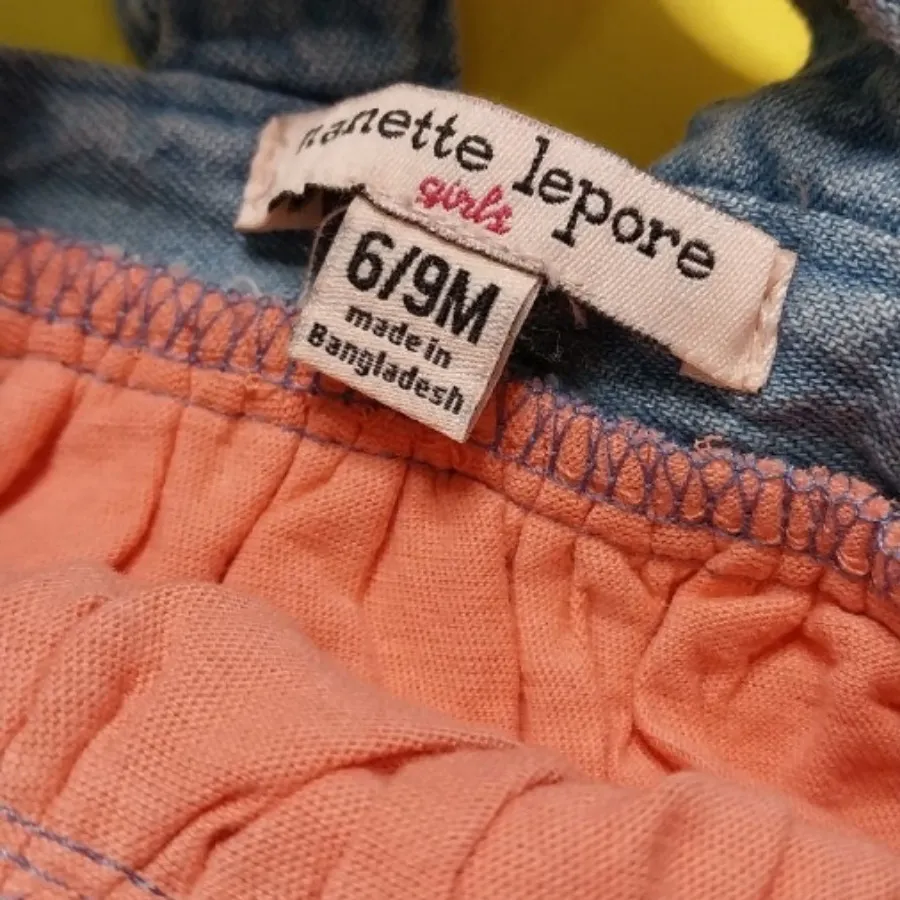 nanette lepore
girls
6/9M
made in
Bangladesh